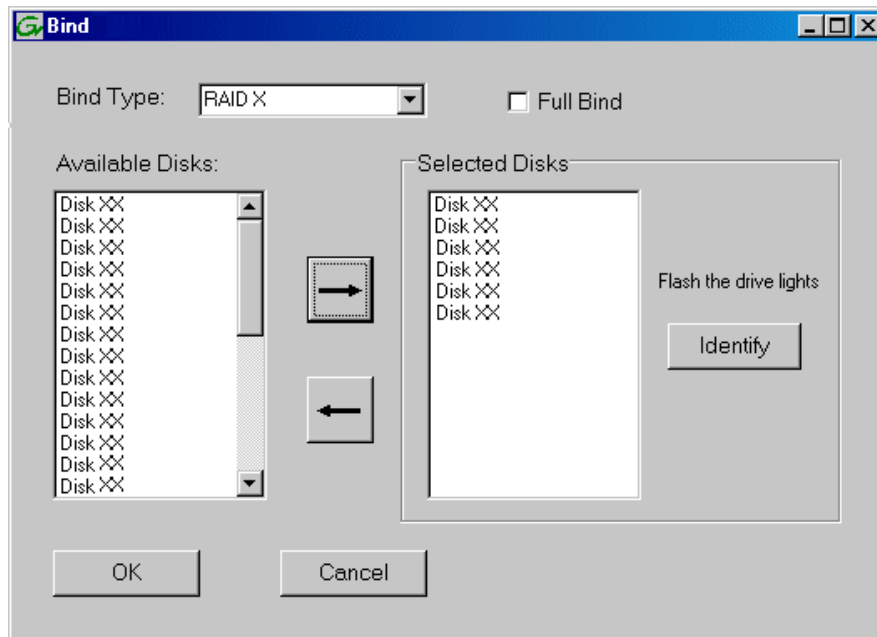 Bind
Bind Type: RAID X Full Bind
Available Disks:
Disk XX
Disk XX
Disk XX
Disk XX
Disk XX
Disk XX
Disk XX
Disk XX
Disk XX
Disk XX
Disk XX
Disk XX
Disk XX
Disk XX
Selected Disks
Disk XX
Disk XX
Disk XX
Disk XX
Disk XX
Disk XX
Flash the drive lights
Identify
OK Cancel